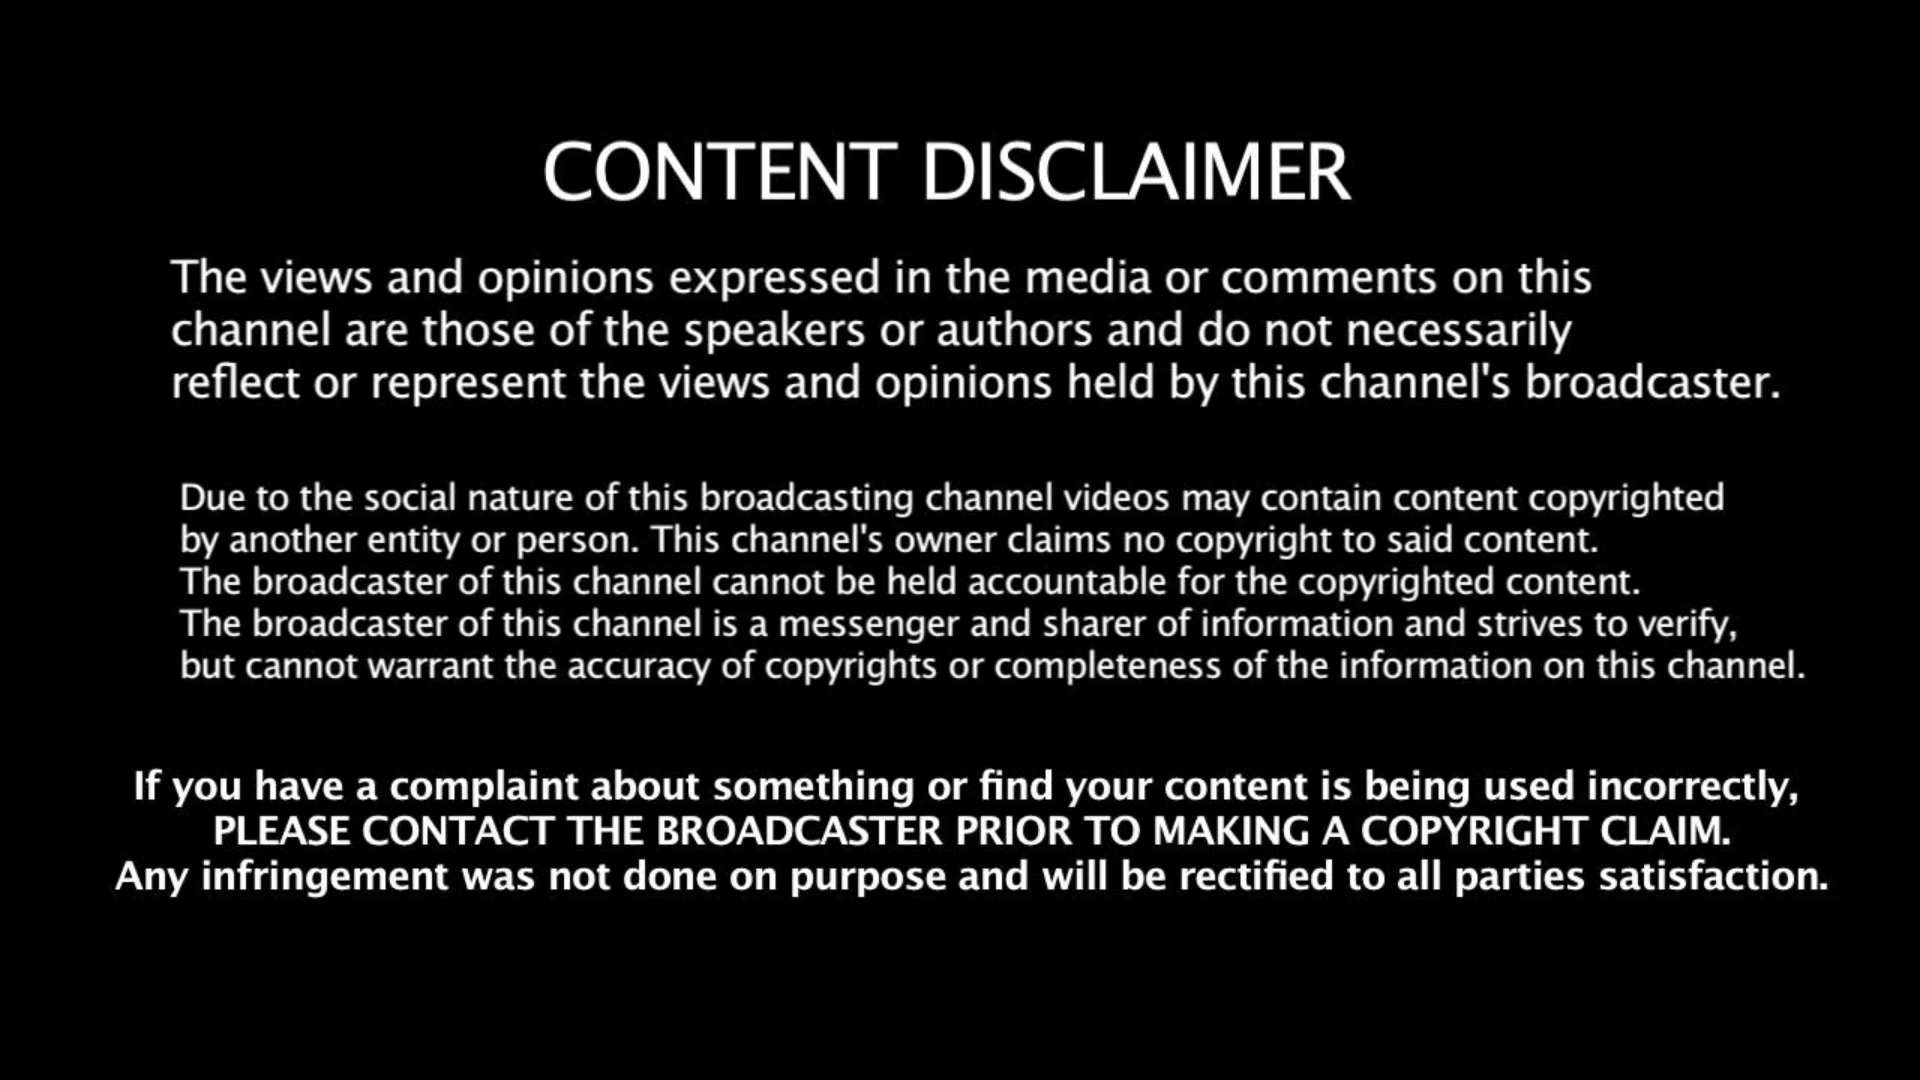 CONTENT DISCLAIMER
The views and opinions expressed in the media or comments on this
channel are those of the speakers or authors and do not necessarily
reflect or represent the views and opinions held by this channel's broadcaster.
Due to the social nature of this broadcasting channel videos may contain content copyrighted
by another entity or person. This channel's owner claims no copyright to said content.
The broadcaster of this channel cannot be held accountable for the copyrighted content.
The broadcaster of this channel is a messenger and sharer of information and strives to verify,
but cannot warrant the accuracy of copyrights or completeness of the information on this channel.
If you have a complaint about something or find your content is being used incorrectly,
PLEASE CONTACT THE BROADCASTER PRIOR TO MAKING A COPYRIGHT CLAIM.
Any infringement was not done on purpose and will be rectified to all parties satisfaction.